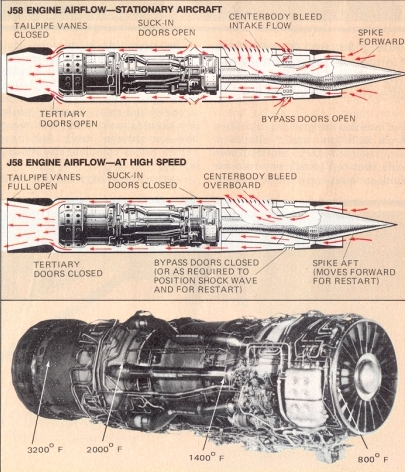 J58 ENGINE AIRFLOW—STATIONARY AIRCRAFT
TAILPIPE VANES
CLOSED
SUCK-IN
DOORS OPEN
CENTERBODY BLEED
INTAKE FLOW
SPIKE
FORWARD
TERTIARY
DOORS OPEN
BYPASS DOORS OPEN
J58 ENGINE AIRFLOW—AT HIGH SPEED
TAILPIPE VANES
FULL OPEN
SUCK-IN
DOORS CLOSED
CENTERBODY BLEED
OVERBOARD
TERTIARY
DOORS CLOSED
BYPASS DOORS CLOSED
(OR AS REQUIRED TO
POSITION SHOCK WAVE
AND FOR RESTART)
SPIKE AFT
(MOVES FORWARD
FOR RESTART)
3200° F
2000° F
1400° F
800° F